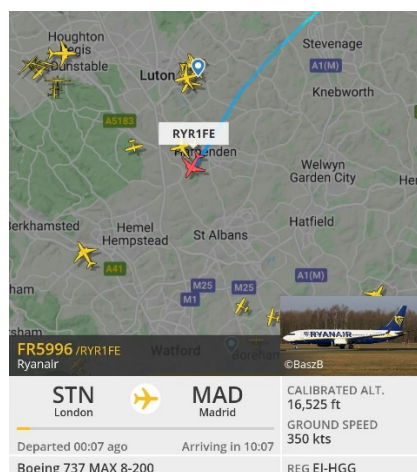 Houghton
Regis
Dunstable
Stevenage
A1(M)
Luton
Knebworth
A5183
RYR1FE
Harpenden
Welwyn
Garden City
Berkhamsted
Hemel
Hempstead
Hatfield
St Albans
A1(M)
A41
M25
M25
M1
ham
Watford
FR5996 /RYR1FE
Ryanair
RYANAIR
©BaszB
STN
London
MAD
Madrid
CALIBRATED ALT.
16,525 ft
GROUND SPEED
350 kts
Departed 00:07 ago
Arriving in 10:07
Boeing 737 MAX 8-200
REG EI-HGG